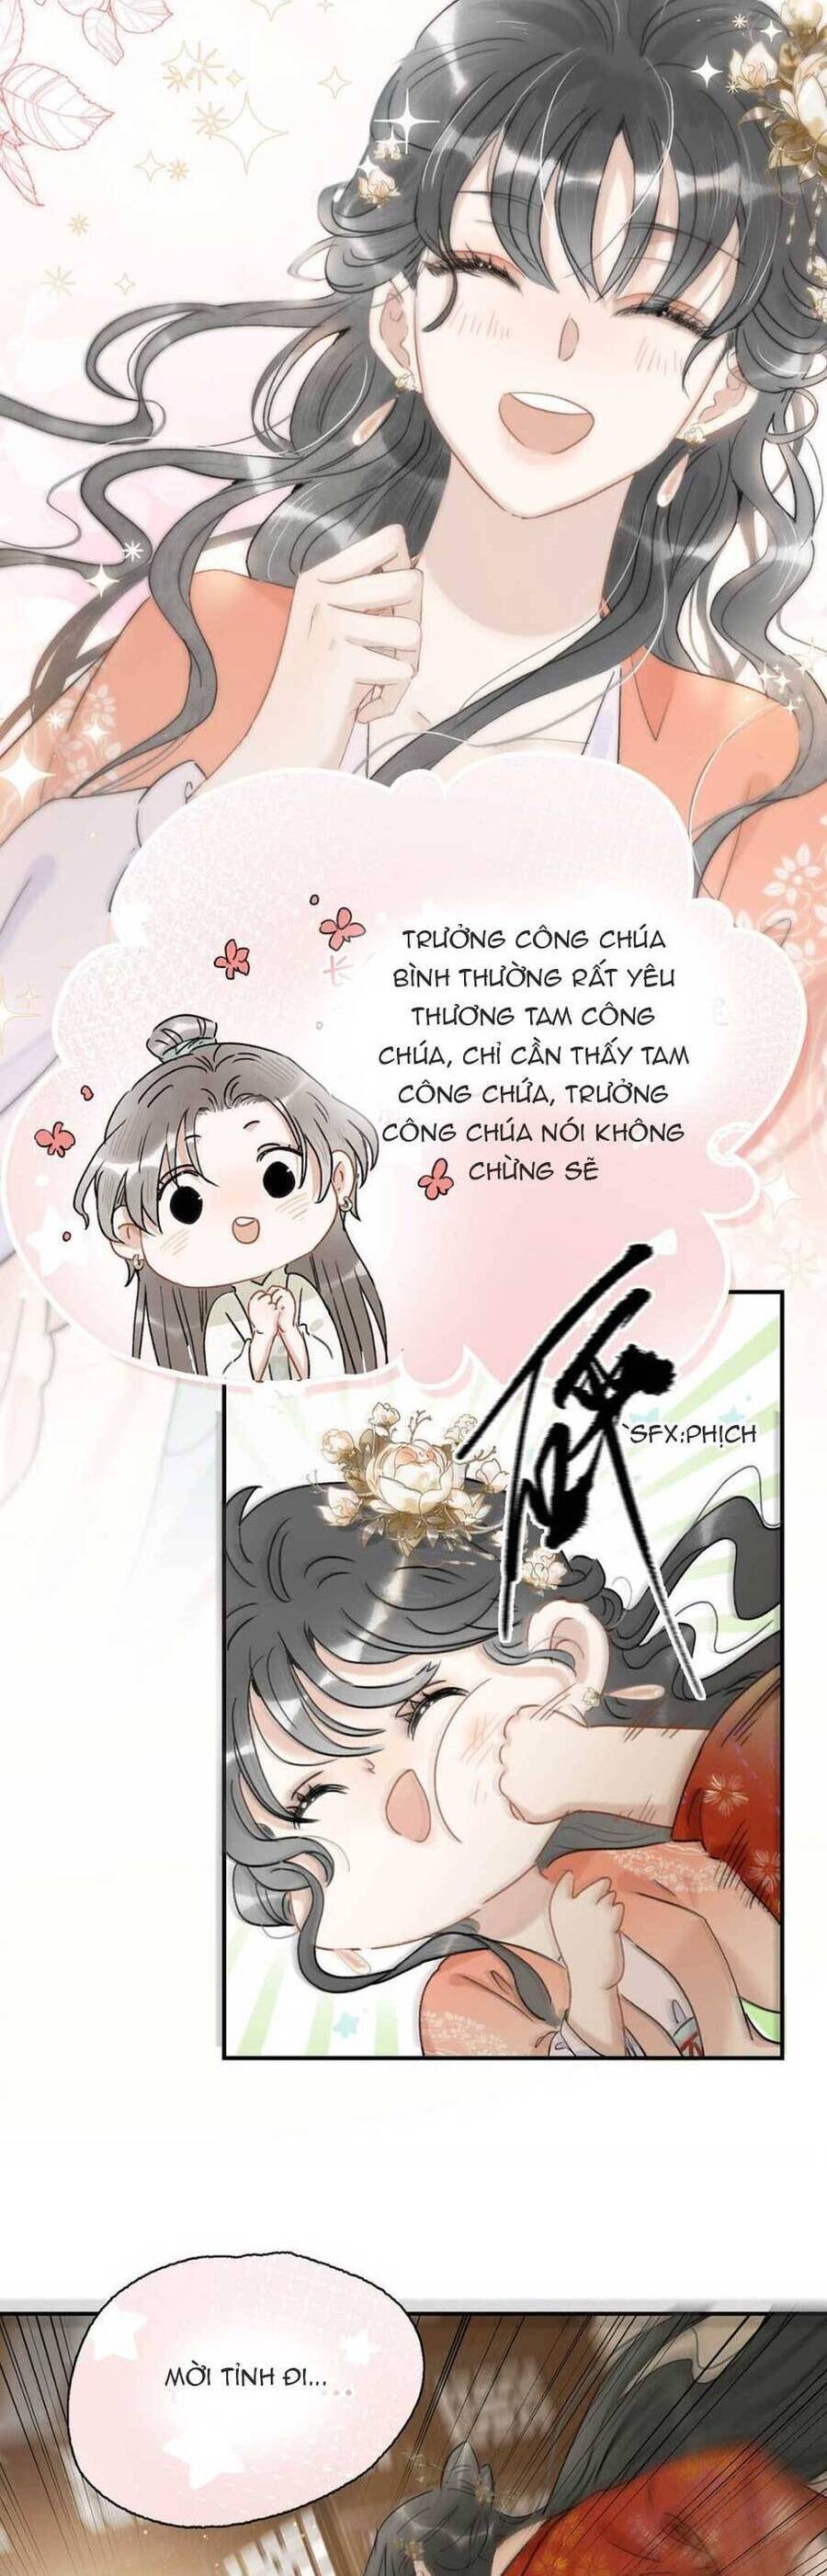 TRƯỞNG CÔNG CHÚA
BÌNH THƯỜNG RẤT YÊU
THƯƠNG TAM CÔNG
CHÚA, CHỈ CẦN THẤY TAM
CÔNG CHỨA, TRƯỞNG
CÔNG CHÚA NÓI KHÔNG
CHỪNG SẼ
`SFX:PHỊCH
MỜI TỈNH ĐI...